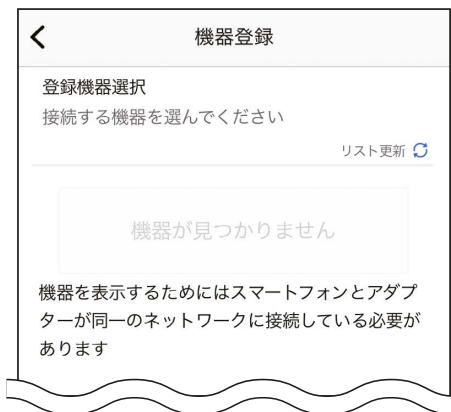 機器登録
登録機器選択
接続する機器を選んでください
リスト更新
機器が見つかりません
機器を表示するためにはスマートフォンとアダプ
ターが同一のネットワークに接続している必要が
あります